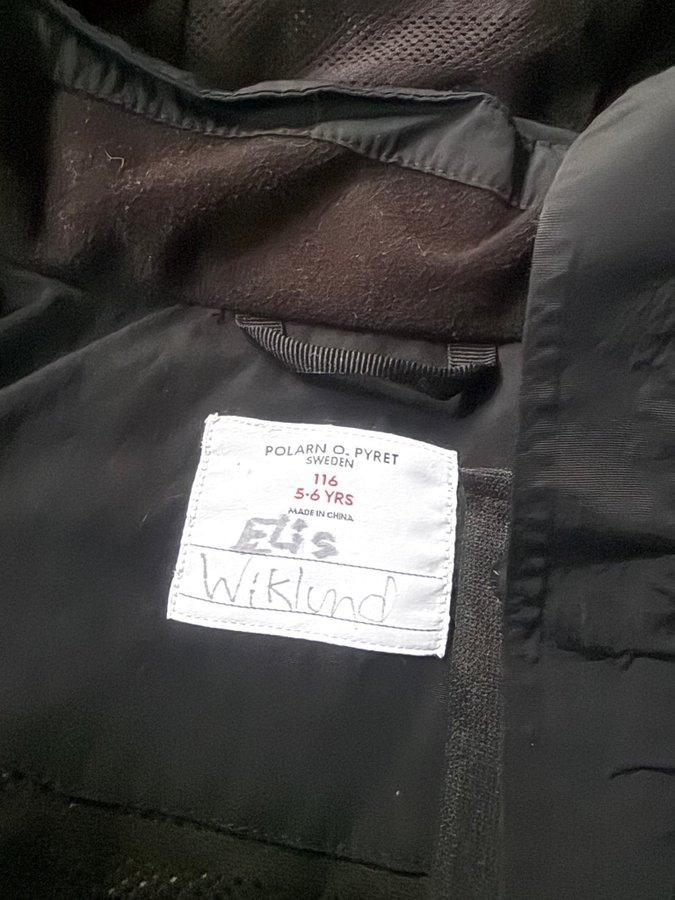 POLARN O. PYRET
SWEDEN
116
5-6 YRS
MADE IN CHINA
Elis
Wiklund